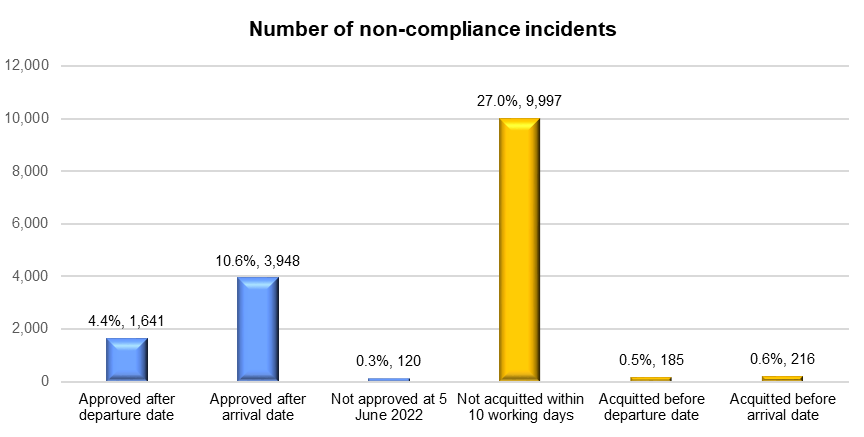 Number of non-compliance incidents
12,000
10,000
8,000
6,000
4,000
2,000
0
4.4%, 1,641
10.6%, 3,948
0.3%, 120
27.0%, 9,997
0.5%, 185
0.6%, 216
Approved after
departure date
Approved after
arrival date
Not approved at 5
June 2022
Not acquitted within
10 working days
Acquitted before
departure date
Acquitted before
arrival date